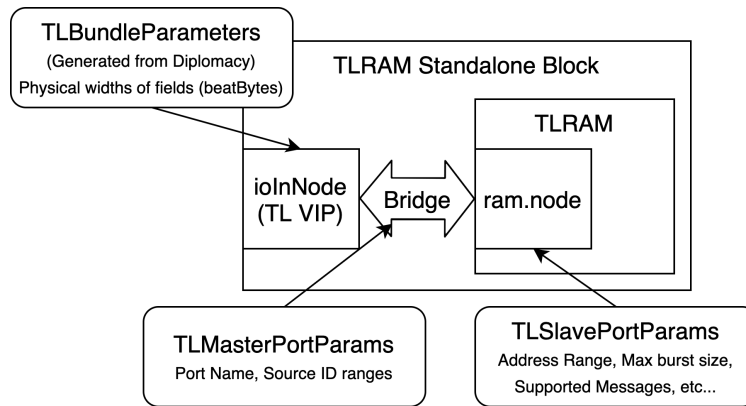 TLBundleParameters
(Generated from Diplomacy)
Physical widths of fields (beatBytes)
TLRAM Standalone Block
TLRAM
ioInNode
(TL VIP)
Bridge
ram.node
TLMasterPortParams
Port Name, Source ID ranges
TLSlavePortParams
Address Range, Max burst size,
Supported Messages, etc...